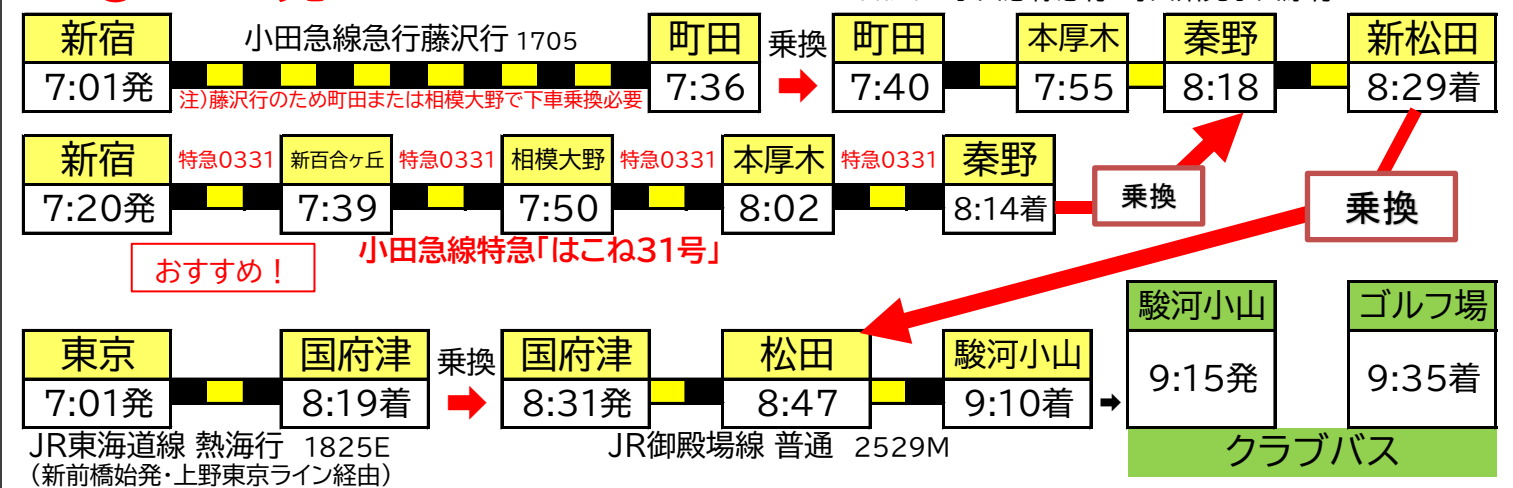 新宿 小田急線急行藤沢行 1705 町田 乗換 町田 本厚木 秦野 新松田
7:01発 7:36 7:40 7:55 8:18 8:29着
注)藤沢行のため町田または相模大野で下車乗換必要
新宿 特急0331 新百合ヶ丘 特急0331 相模大野 特急0331 本厚木 特急0331 秦野
7:20発 7:39 7:50 8:02 8:14着 乗換 乗換
小田急線特急「はこね31号」
おすすめ！
駿河小山 ゴルフ場
東京 国府津 乗換 国府津 松田 駿河小山
9:15発 9:35着
7:01発 8:19着 8:31発 8:47 9:10着
JR東海道線 熱海行 1825E JR御殿場線 普通 2529M クラブバス
(新前橋始発・上野東京ライン経由)